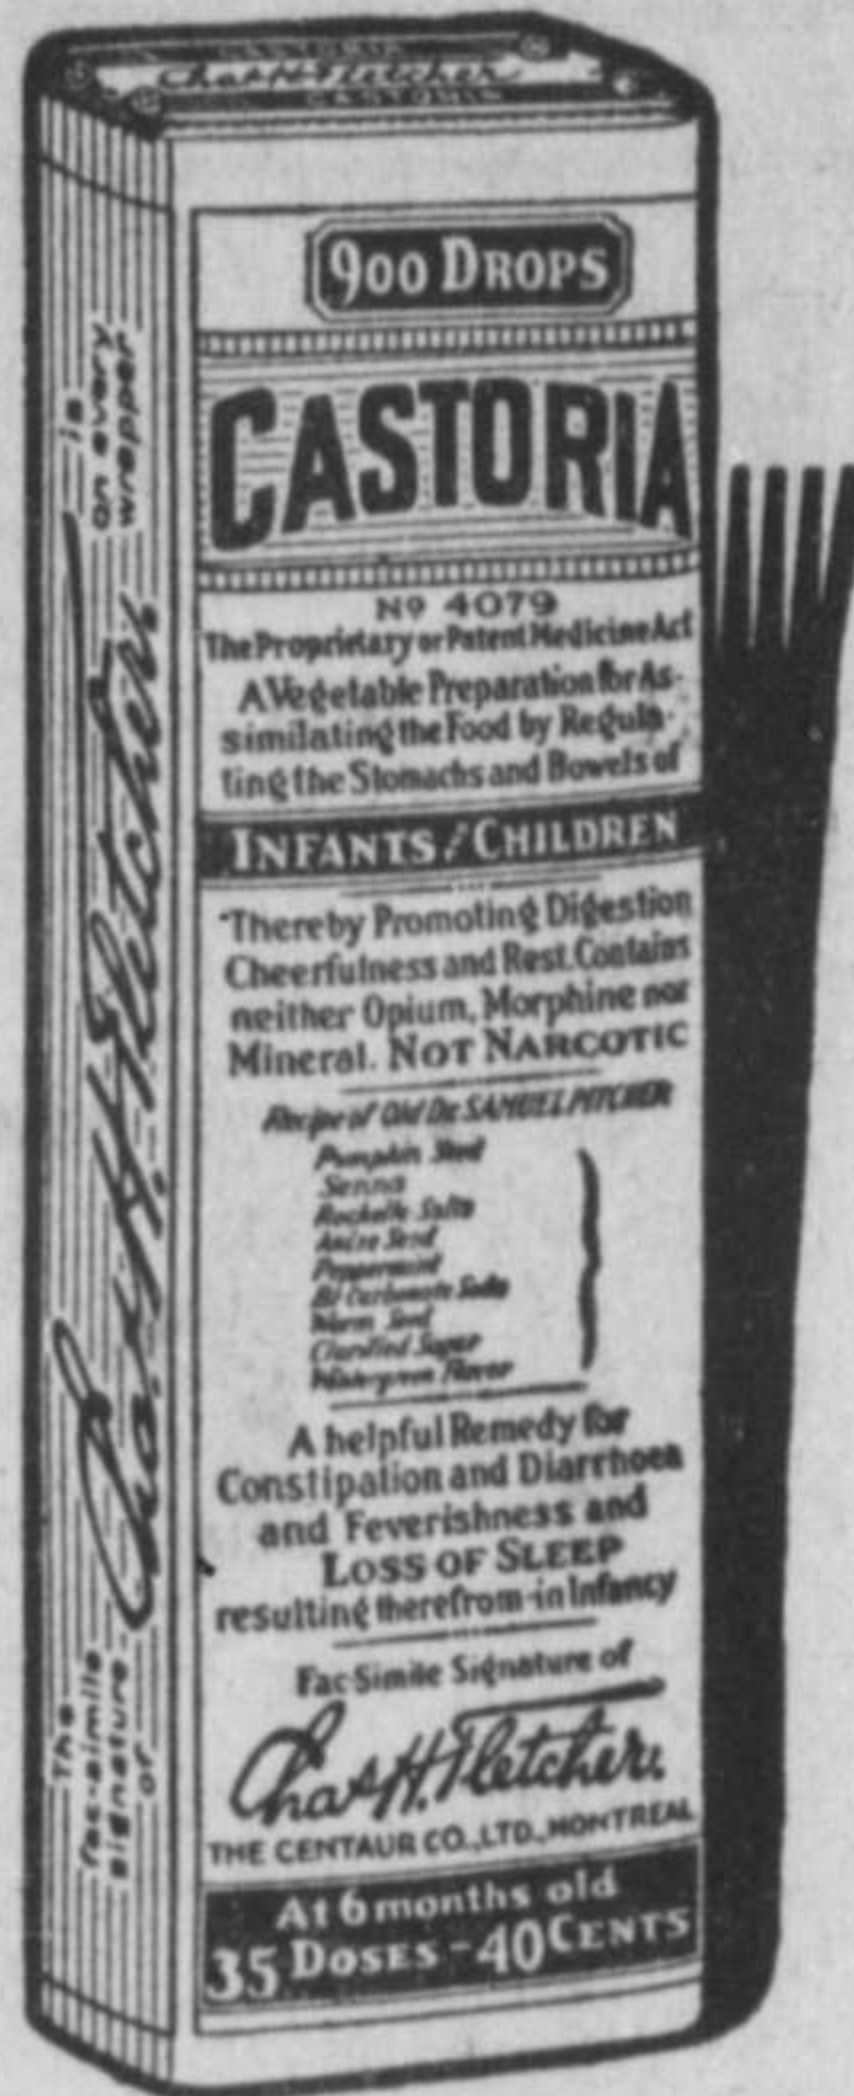 CASTORIA
Chas H. Fletcher
CASTORIA
900 DROPS
CASTORIA
Nº 4079
The Proprietary or Patent Medicine Act
A Vegetable Preparation for As-
similating the Food by Regula-
ting the Stomachs and Bowels of
INFANTS / CHILDREN
Thereby Promoting Digestion
Cheerfulness and Rest. Contains
neither Opium, Morphine nor
Mineral. NOT NARCOTIC
Recipe of Old Dr SAMUEL PITCHER
Pumpkin Seed
Senna
Rochelle Salts
Anise Seed
Peppermint
Bi Carbonate Soda
Worm Seed
Clarified Sugar
Wintergreen Flavor
A helpful Remedy for
Constipation and Diarrhoea
and Feverishness and
LOSS OF SLEEP
resulting therefrom in Infancy
Fac-Simile Signature of
Chas H. Fletcher.
THE CENTAUR CO., LTD., MONTREAL
At 6 months old
35 DOSES - 40 CENTS
The
fac-simile
signature
of
Chas H. Fletcher.
is
on every
wrapper